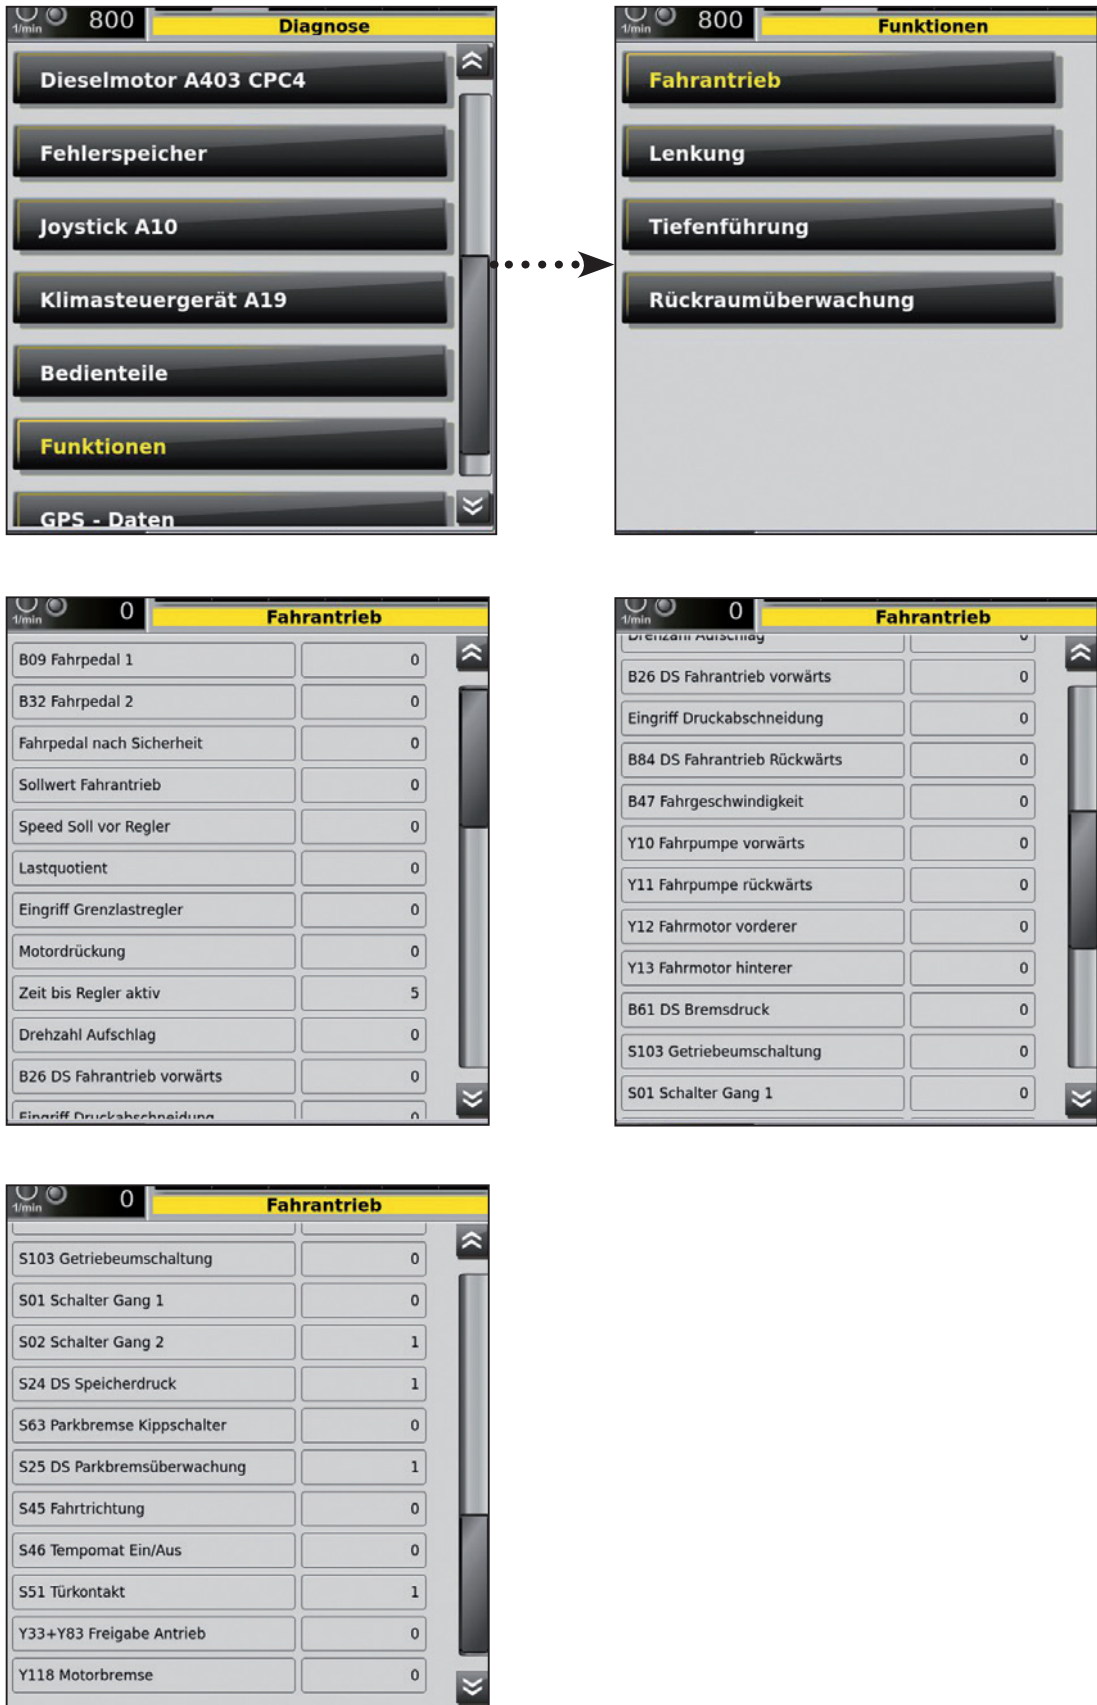 1/min 800 Diagnose
Dieselmotor A403 CPC4
Fehlerspeicher
Joystick A10
Klimasteuergerät A19
Bedienteile
Funktionen
GPS - Daten
1/min 800 Funktionen
Fahrantrieb
Lenkung
Tiefenführung
Rückraumüberwachung
1/min 0 Fahrantrieb
B09 Fahrpedal 1 0
B32 Fahrpedal 2 0
Fahrpedal nach Sicherheit 0
Sollwert Fahrantrieb 0
Speed Soll vor Regler 0
Lastquotient 0
Eingriff Grenzlastregler 0
Motordrückung 0
Zeit bis Regler aktiv 5
Drehzahl Aufschlag 0
B26 DS Fahrantrieb vorwärts 0
Eingriff Druckabschneidung 0
1/min 0 Fahrantrieb
Drehzahl Aufschlag 0
B26 DS Fahrantrieb vorwärts 0
Eingriff Druckabschneidung 0
B84 DS Fahrantrieb Rückwärts 0
B47 Fahrgeschwindigkeit 0
Y10 Fahrpumpe vorwärts 0
Y11 Fahrpumpe rückwärts 0
Y12 Fahrmotor vorderer 0
Y13 Fahrmotor hinterer 0
B61 DS Bremsdruck 0
S103 Getriebeumschaltung 0
S01 Schalter Gang 1 0
1/min 0 Fahrantrieb
S103 Getriebeumschaltung 0
S01 Schalter Gang 1 0
S02 Schalter Gang 2 1
S24 DS Speicherdruck 1
S63 Parkbremse Kippschalter 0
S25 DS Parkbremsüberwachung 1
S45 Fahrtrichtung 0
S46 Tempomat Ein/Aus 0
S51 Türkontakt 1
Y33+Y83 Freigabe Antrieb 0
Y118 Motorbremse 0